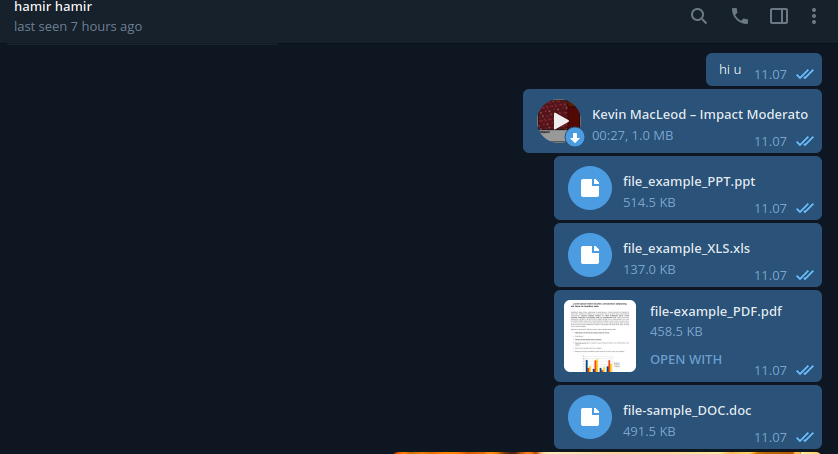 hamir hamir
last seen 7 hours ago
hi u 11.07
Kevin MacLeod – Impact Moderato
00:27, 1.0 MB 11.07
file_example_PPT.ppt
514.5 KB 11.07
file_example_XLS.xls
137.0 KB 11.07
file-example_PDF.pdf
458.5 KB
OPEN WITH 11.07
file-sample_DOC.doc
491.5 KB 11.07